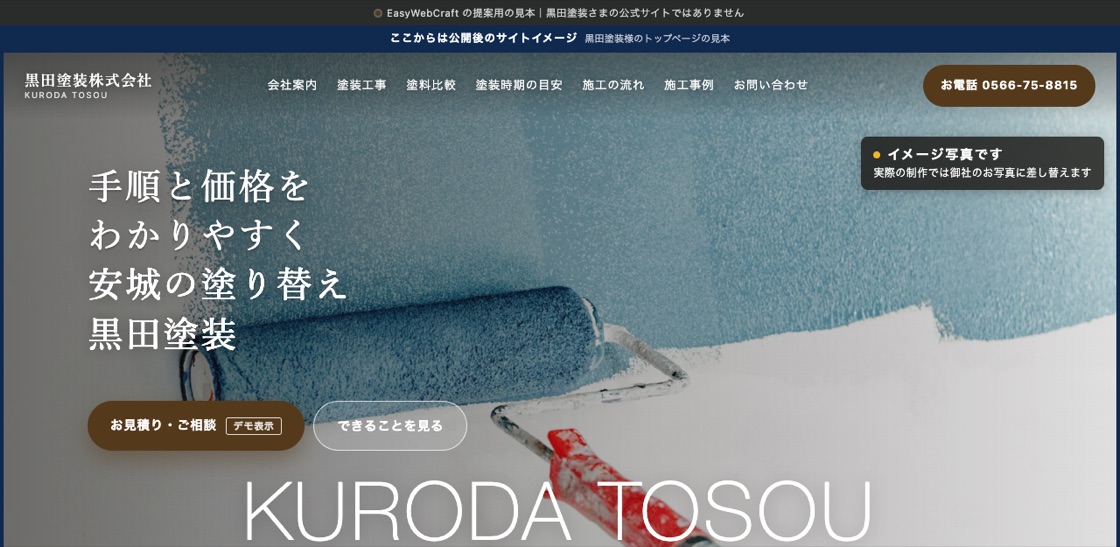 EasyWebCraft の提案用の見本｜黒田塗装さまの公式サイトではありません
ここからは公開後のサイトイメージ 黒田塗装様のトップページの見本
黒田塗装株式会社
KURODA TOSOU
会社案内 塗装工事 塗料比較 塗装時期の目安 施工の流れ 施工事例 お問い合わせ
お電話 0566-75-8815
イメージ写真です
実際の制作では御社のお写真に差し替えます
手順と価格を
わかりやすく
安城の塗り替え
黒田塗装
お見積り・ご相談 デモ表示
できることを見る
KURODA TOSOU